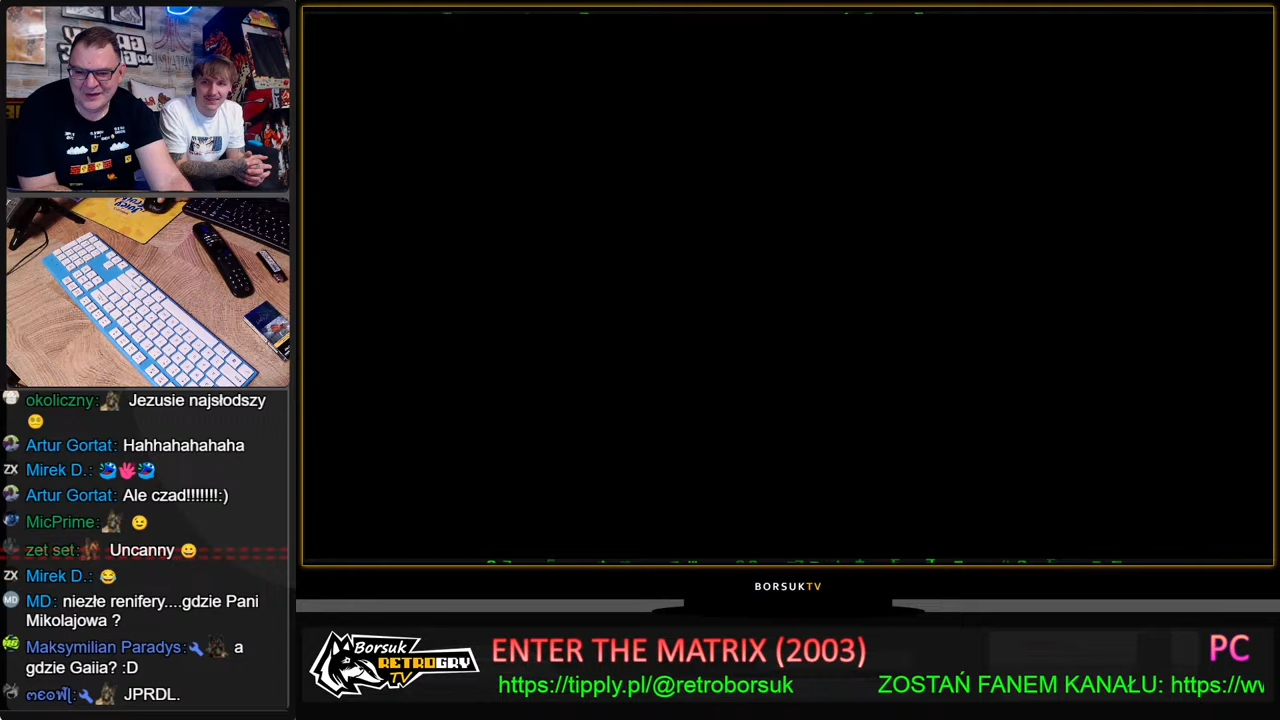 okoliczny: Jezusie najsłodszy
Artur Gortat: Hahhahahahaha
Mirek D.:
Artur Gortat: Ale czad!!!!!!!:)
MicPrime:
zet set: Uncanny
Mirek D.:
MD: niezłe renifery....gdzie Pani
Mikolajowa ?
Maksymilian Paradys: a
gdzie Gaiia? :D
JPRDL.
BORSUKTV
Borsuk
RETROGRY
TV
ENTER THE MATRIX (2003)
PC
https://tipply.pl/@retroborsuk
ZOSTAŃ FANEM KANAŁU: https://w